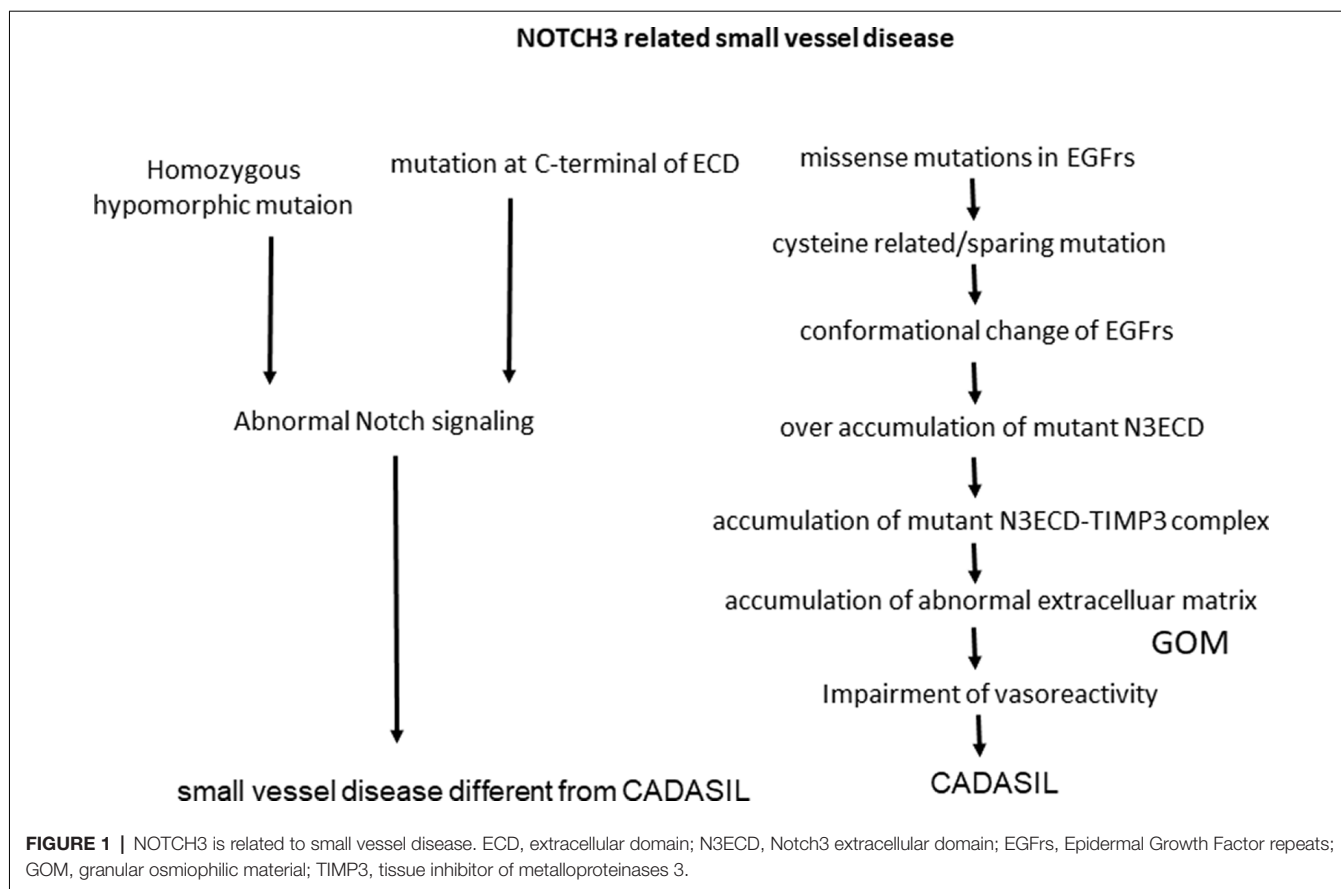 NOTCH3 related small vessel disease
Homozygous
hypomorphic mutaion
mutation at C-terminal of ECD
Abnormal Notch signaling
small vessel disease different from CADASIL
missense mutations in EGFrs
cysteine related/sparing mutation
conformational change of EGFrs
over accumulation of mutant N3ECD
accumulation of mutant N3ECD-TIMP3 complex
accumulation of abnormal extracelluar matrix
GOM
Impairment of vasoreactivity
CADASIL
FIGURE 1 | NOTCH3 is related to small vessel disease. ECD, extracellular domain; N3ECD, Notch3 extracellular domain; EGFrs, Epidermal Growth Factor repeats;
GOM, granular osmiophilic material; TIMP3, tissue inhibitor of metalloproteinases 3.